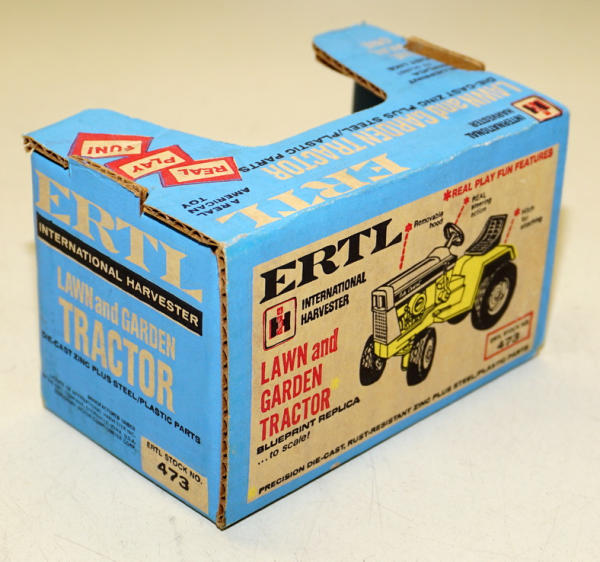 REAL
PLAY
FUN!
A REAL
AMERICAN
TOY
ERTL
LAWN and GARDEN TRACTOR
DIE-CAST ZINC PLUS STEEL/PLASTIC PARTS
INTERNATIONAL
HARVESTER
ERTL
INTERNATIONAL HARVESTER
LAWN and GARDEN
TRACTOR
DIE-CAST ZINC PLUS STEEL/PLASTIC PARTS
ERTL STOCK NO.
473
*REAL PLAY FUN FEATURES
ERTL
INTERNATIONAL
HARVESTER
* Removable
hood
* REAL
steering
action
* Hitch
for
attaching
LAWN and
GARDEN
TRACTOR
BLUEPRINT REPLICA
...to scale!
ERTL STOCK NO.
473
PRECISION DIE-CAST, RUST-RESISTANT ZINC PLUS STEEL/PLASTIC PARTS